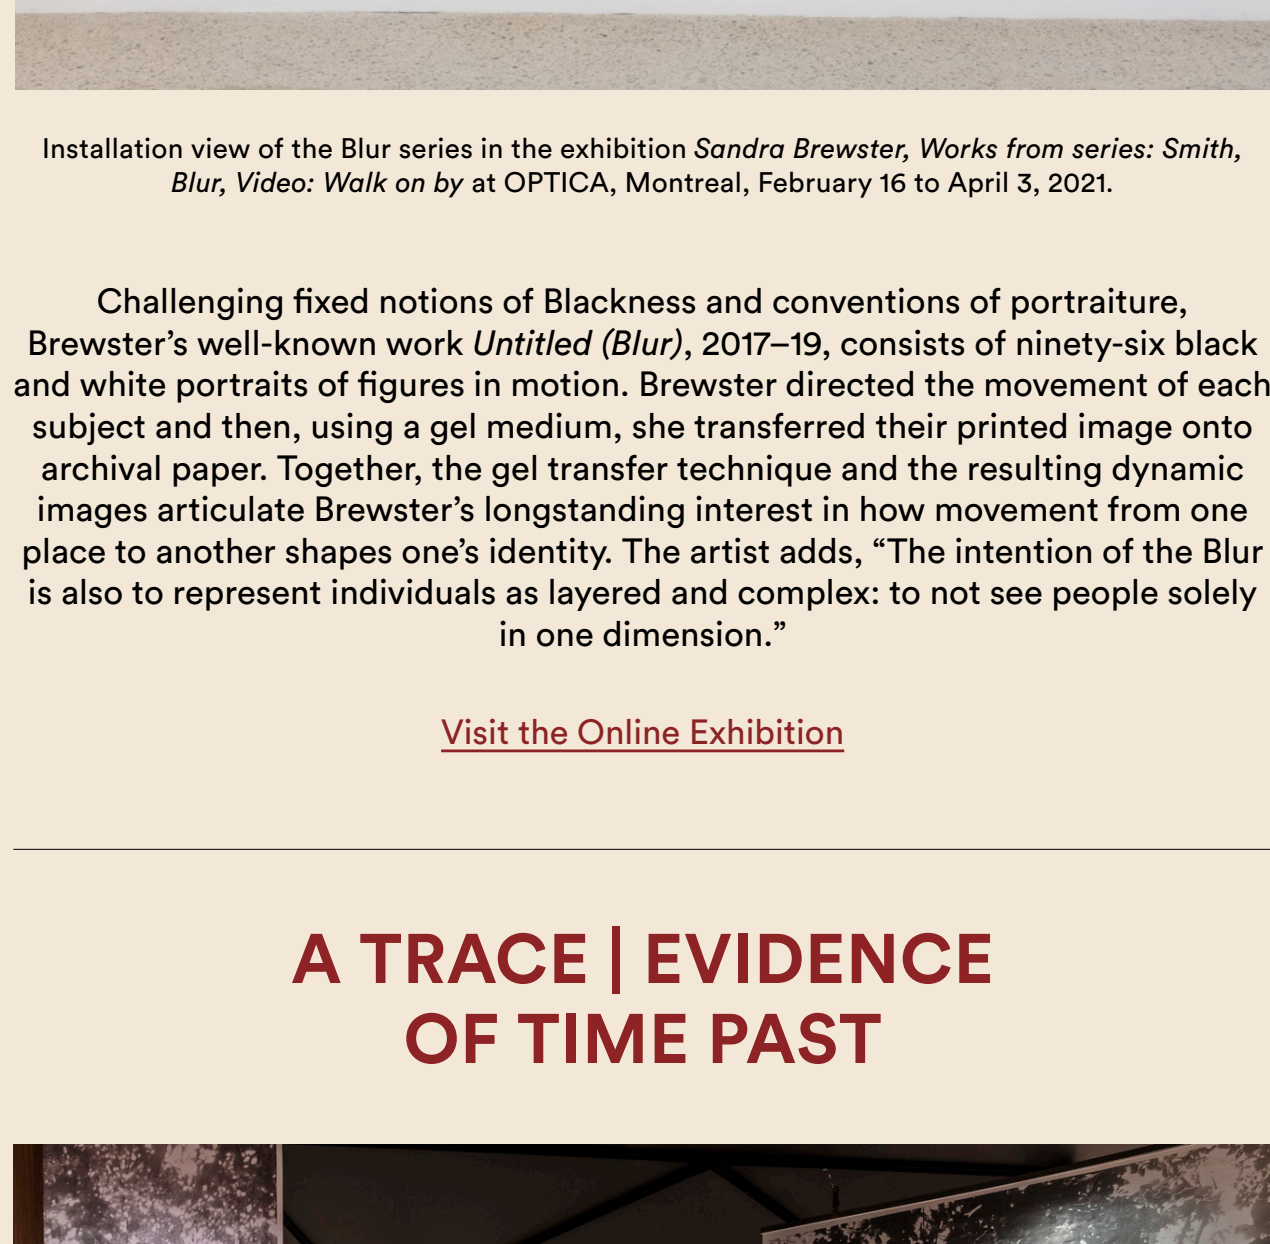 Installation view of the Blur series in the exhibition Sandra Brewster, Works from series: Smith,
Blur, Video: Walk on by at OPTICA, Montreal, February 16 to April 3, 2021.
Challenging fixed notions of Blackness and conventions of portraiture,
Brewster’s well-known work Untitled (Blur), 2017–19, consists of ninety-six black
and white portraits of figures in motion. Brewster directed the movement of each
subject and then, using a gel medium, she transferred their printed image onto
archival paper. Together, the gel transfer technique and the resulting dynamic
images articulate Brewster’s longstanding interest in how movement from one
place to another shapes one’s identity. The artist adds, “The intention of the Blur
is also to represent individuals as layered and complex: to not see people solely
in one dimension.”
Visit the Online Exhibition
A TRACE | EVIDENCE
OF TIME PAST